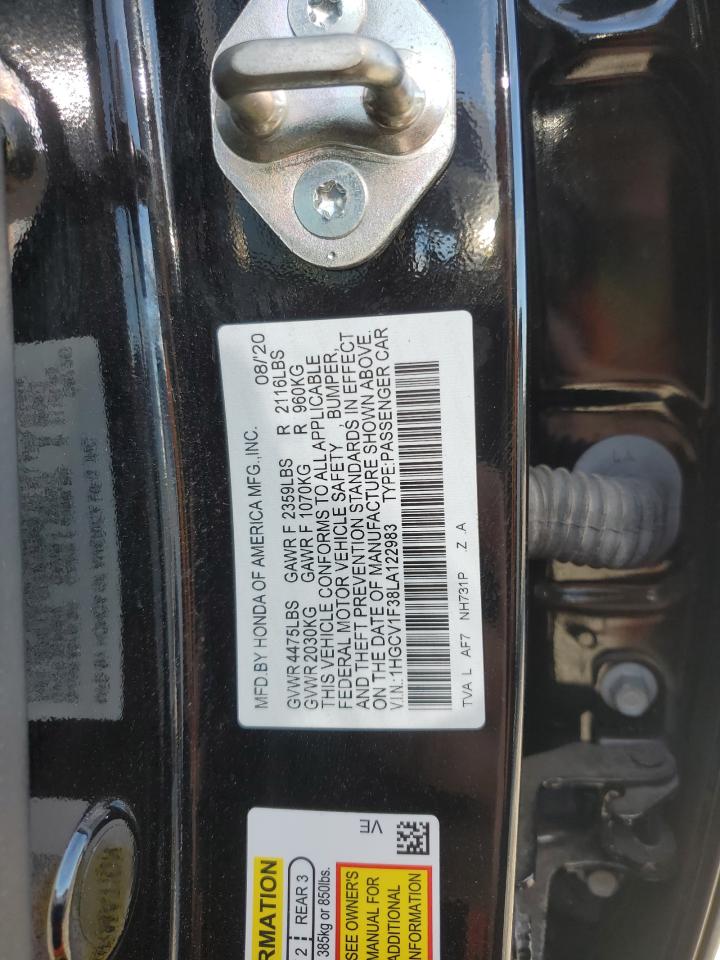 MFD.BY HONDA OF AMERICA MFG.,INC. 08/'20
GVWR 4475LBS GAWR F 2359LBS R 2116LBS
GVWR 2030KG GAWR F 1070KG R 960KG
THIS VEHICLE CONFORMS TO ALL APPLICABLE
FEDERAL MOTOR VEHICLE SAFETY , BUMPER,
AND THEFT PREVENTION STANDARDS IN EFFECT
ON THE DATE OF MANUFACTURE SHOWN ABOVE.
V.I.N.:1HGCV1F38LA122983 TYPE:PASSENGER CAR
TVA L AF7 NH731P .Z .A
VE
RMATION
2 REAR 3
385kg or 850lbs.
SEE OWNER'S
MANUAL FOR
ADDITIONAL
INFORMATION